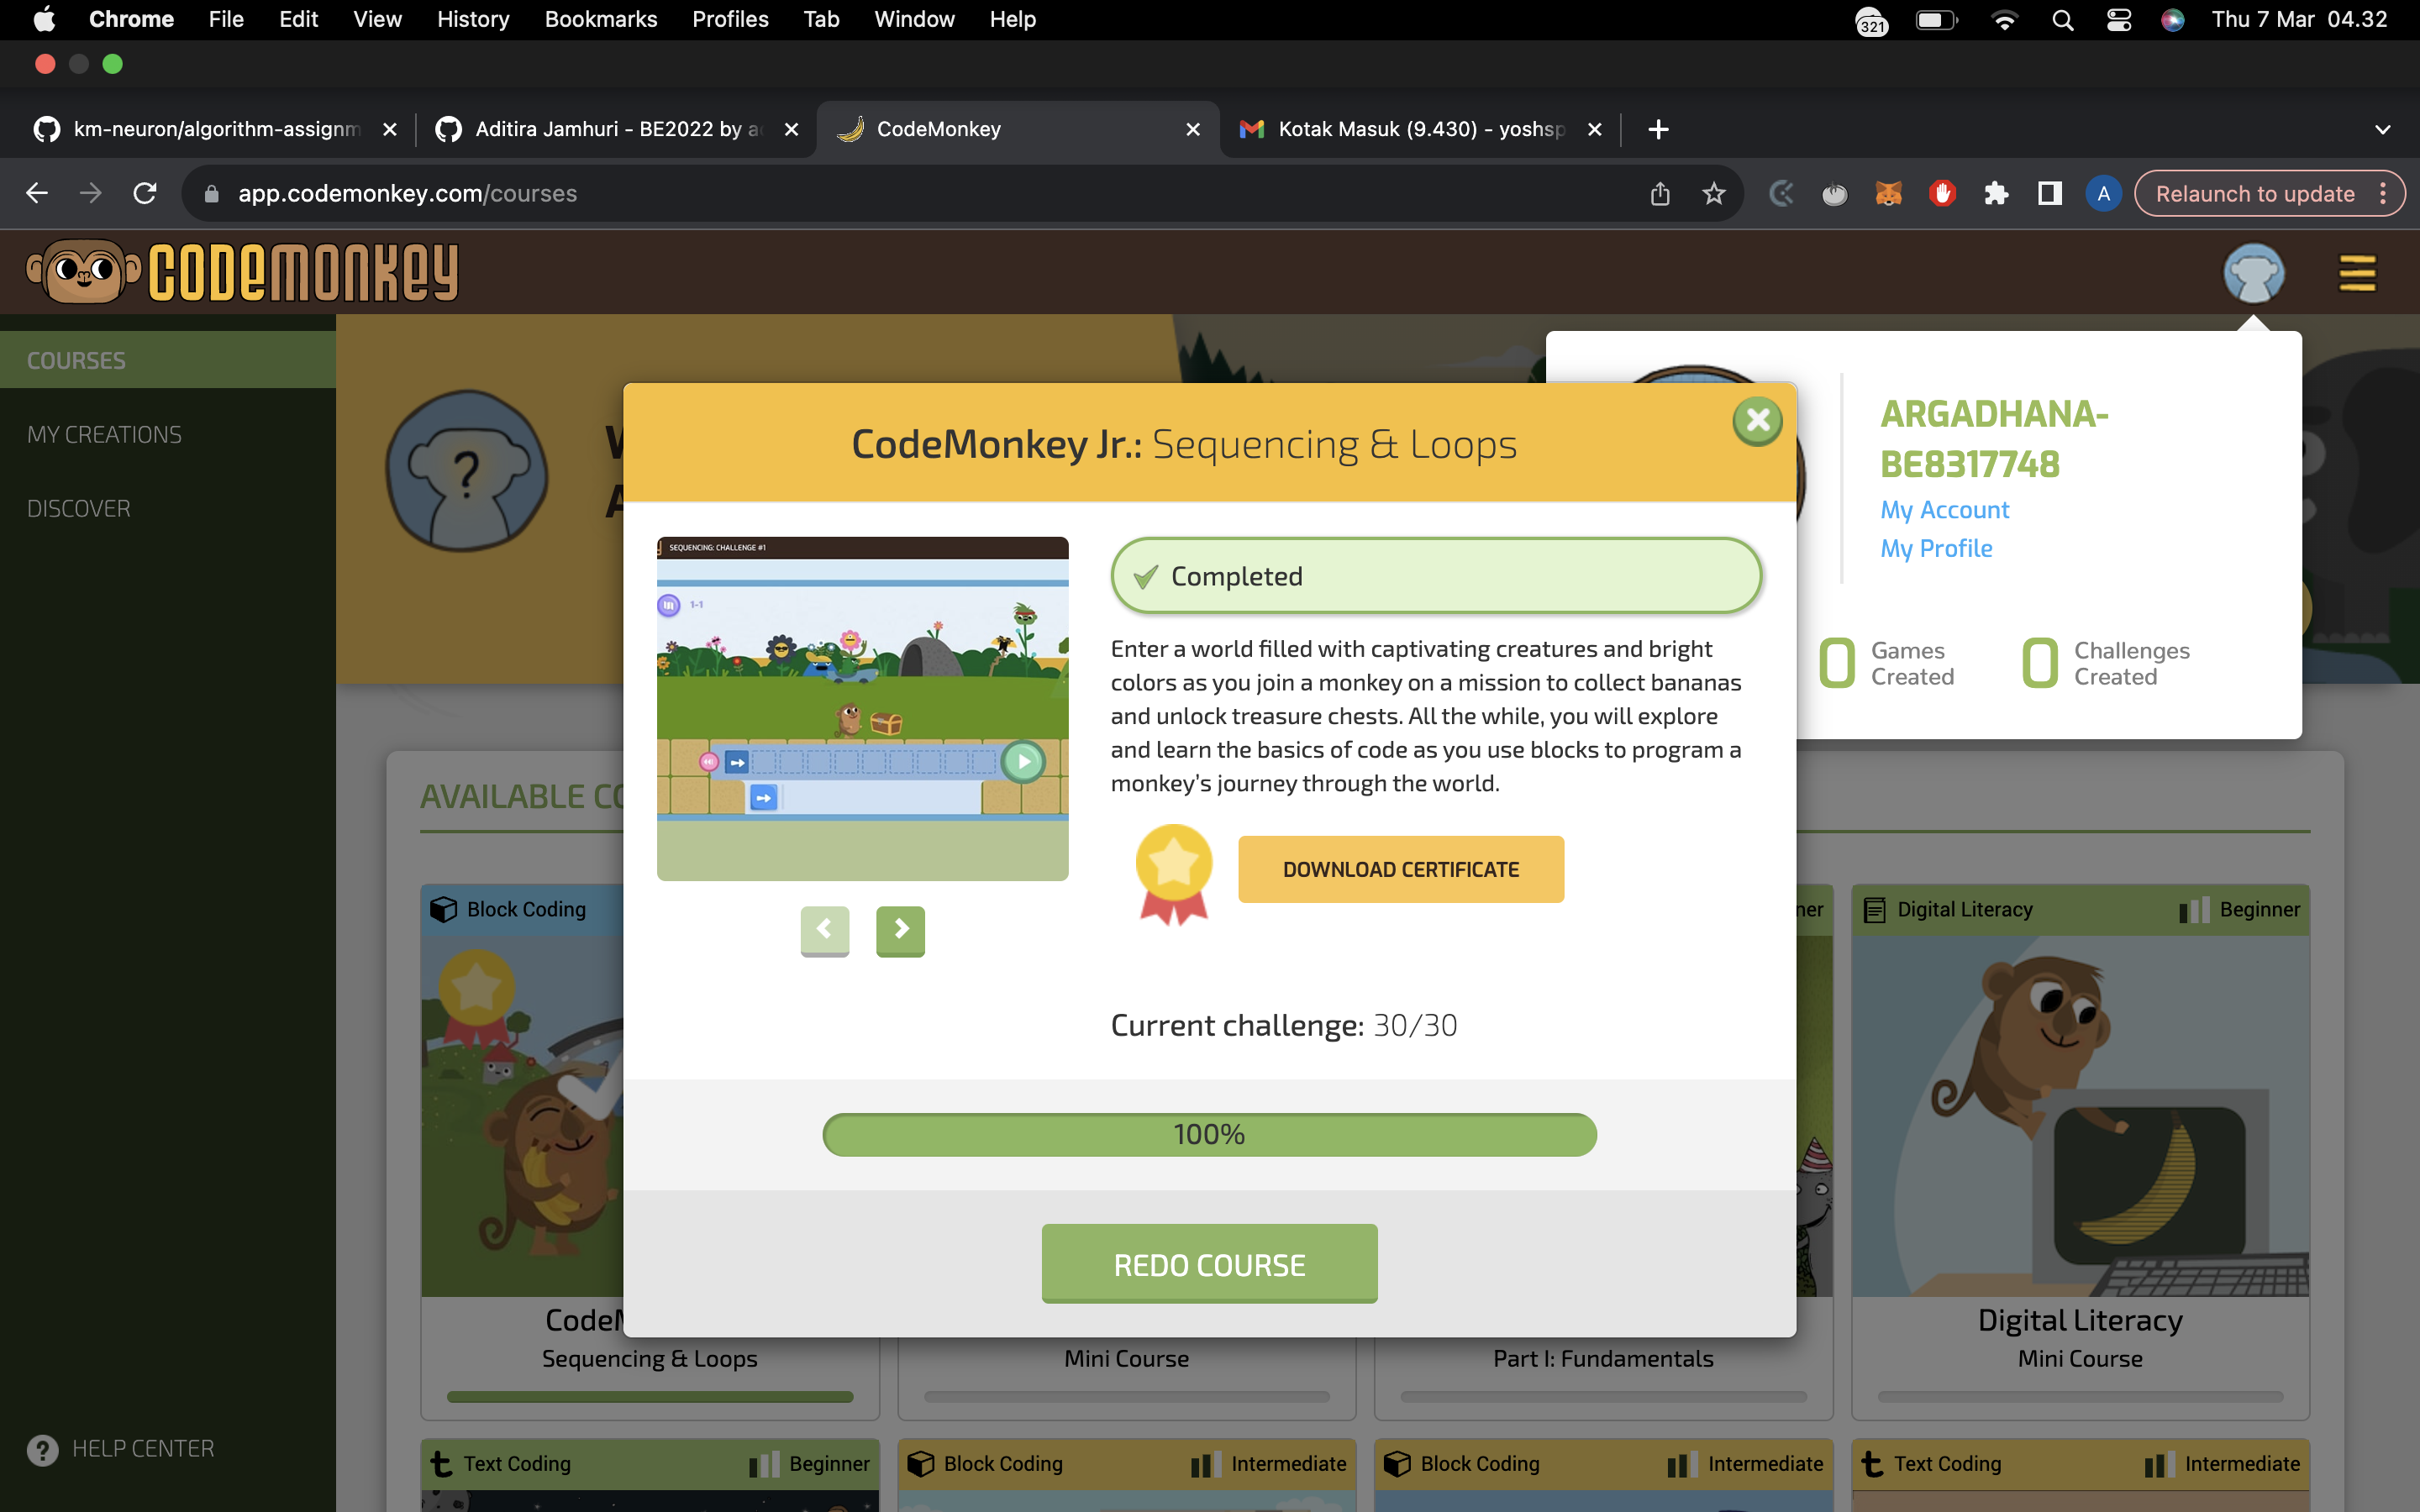 Chrome File Edit View History Bookmarks Profiles Tab Window Help
321
Thu 7 Mar 04.32
km-neuron/algorithm-assignm
Aditira Jamhuri - BE2022 by
CodeMonkey
Kotak Masuk (9.430) - yoshsp
app.codemonkey.com/courses
A
Relaunch to update
CODEMONKEY
COURSES
MY CREATIONS
DISCOVER
HELP CENTER
?
ARGADHANA-
BE8317748
My Account
My Profile
0 Games
Created
0 Challenges
Created
CodeMonkey Jr.: Sequencing & Loops
SEQUENCING: CHALLENGE #1
1-1
Completed
Enter a world filled with captivating creatures and bright
colors as you join a monkey on a mission to collect bananas
and unlock treasure chests. All the while, you will explore
and learn the basics of code as you use blocks to program a
monkey's journey through the world.
DOWNLOAD CERTIFICATE
Current challenge: 30/30
100%
REDO COURSE
AVAILABLE
Block Coding
Digital Literacy
Beginner
Sequencing & Loops
Mini Course
Part I: Fundamentals
Digital Literacy
Mini Course
Text Coding
Beginner
Block Coding
Intermediate
Block Coding
Intermediate
Text Coding
Intermediate